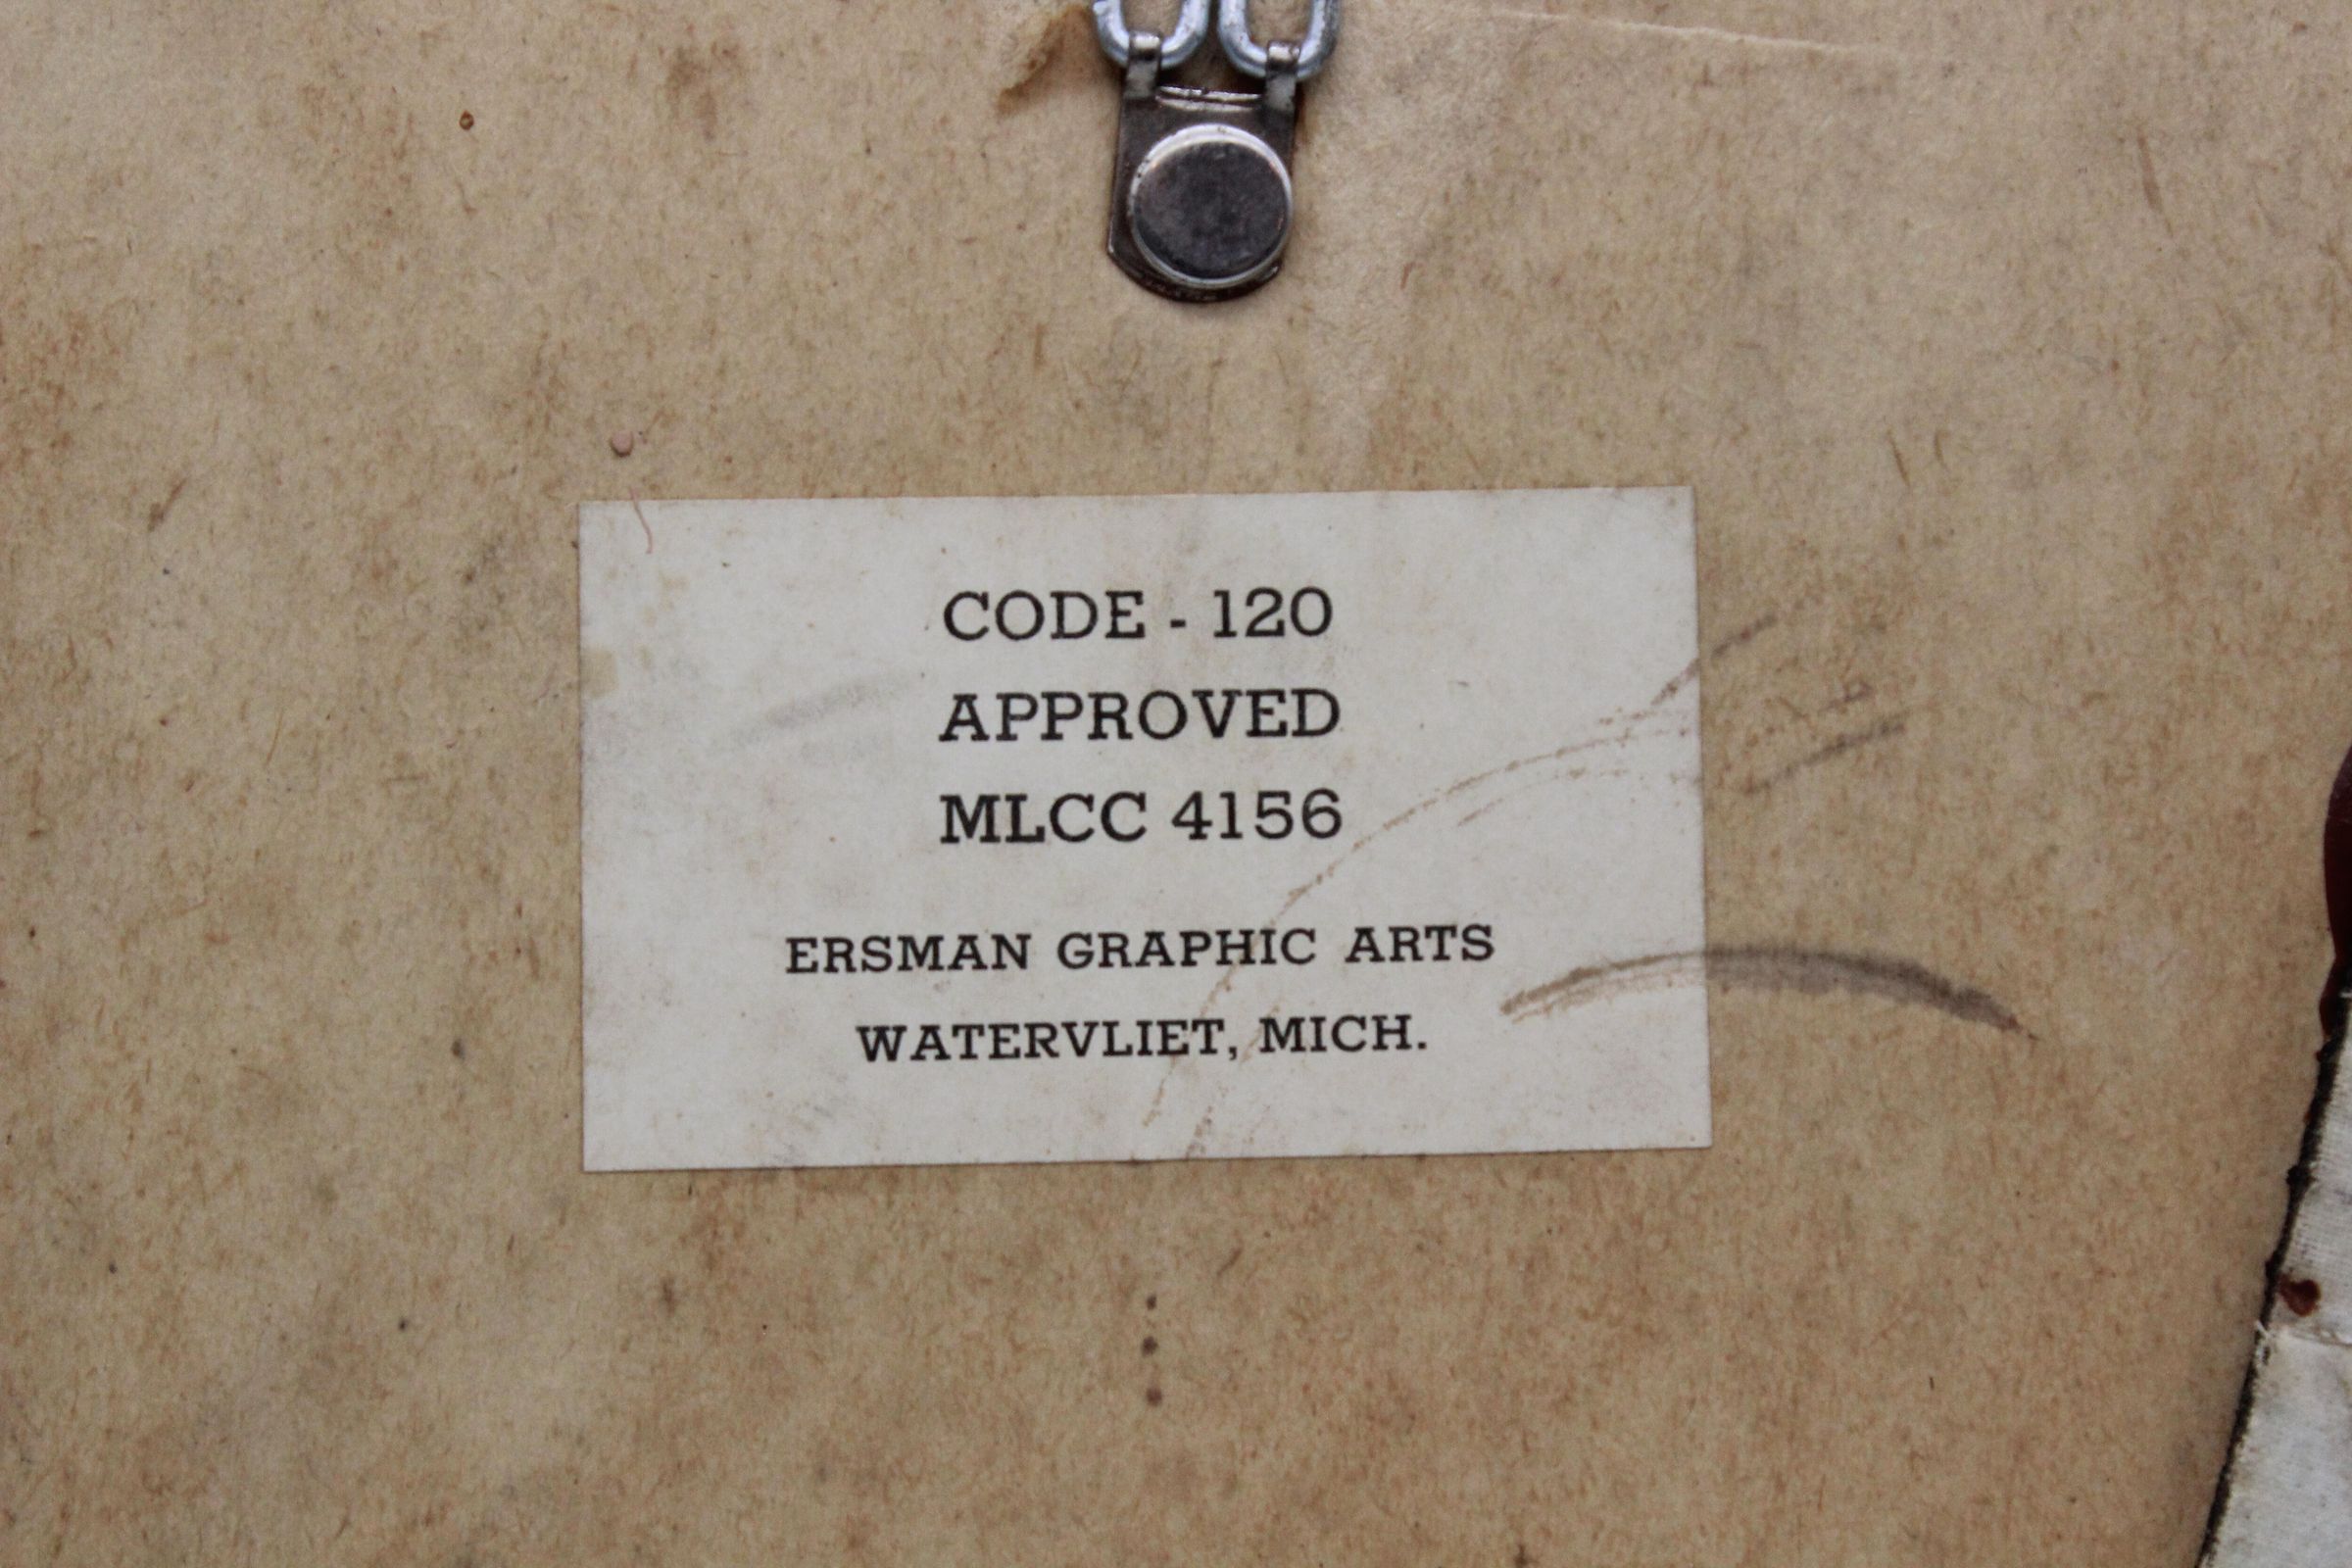 CODE - 120
APPROVED
MLCC 4156
ERSMAN GRAPHIC ARTS
WATERVLIET, MICH.